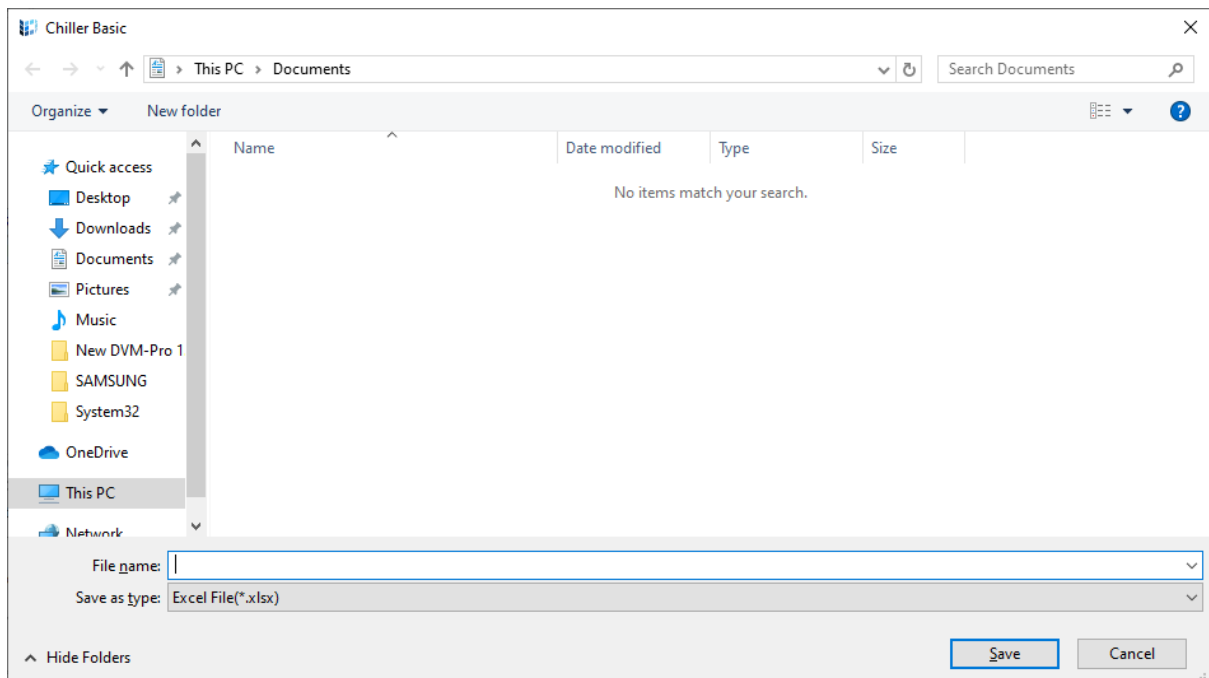 Chiller Basic
This PC > Documents
Search Documents
Organize
New folder
Name
Date modified
Type
Size
No items match your search.
Quick access
Desktop
Downloads
Documents
Pictures
Music
New DVM-Pro 1
SAMSUNG
System32
OneDrive
This PC
Network
File name:
Save as type: Excel File(*.xlsx)
Hide Folders
Save
Cancel